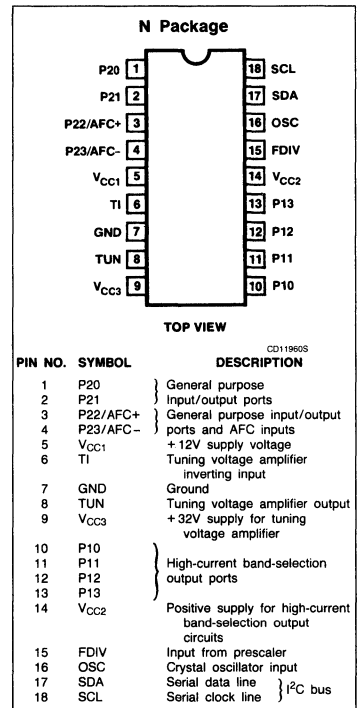 N Package
P20 1 18 SCL
P21 2 17 SDA
P22/AFC+ 3 16 OSC
P23/AFC− 4 15 FDIV
VCC1 5 14 VCC2
TI 6 13 P13
GND 7 12 P12
TUN 8 11 P11
VCC3 9 10 P10
TOP VIEW
CD11960S
PIN NO. SYMBOL DESCRIPTION
1 P20 General purpose
2 P21 Input/output ports
3 P22/AFC+ General purpose input/output
4 P23/AFC− ports and AFC inputs
5 VCC1 +12V supply voltage
6 TI Tuning voltage amplifier
inverting input
7 GND Ground
8 TUN Tuning voltage amplifier output
9 VCC3 +32V supply for tuning
voltage amplifier
10 P10
11 P11 High-current band-selection
12 P12 output ports
13 P13
14 VCC2 Positive supply for high-current
band-selection output
circuits
15 FDIV Input from prescaler
16 OSC Crystal oscillator input
17 SDA Serial data line
18 SCL Serial clock line } I2C bus